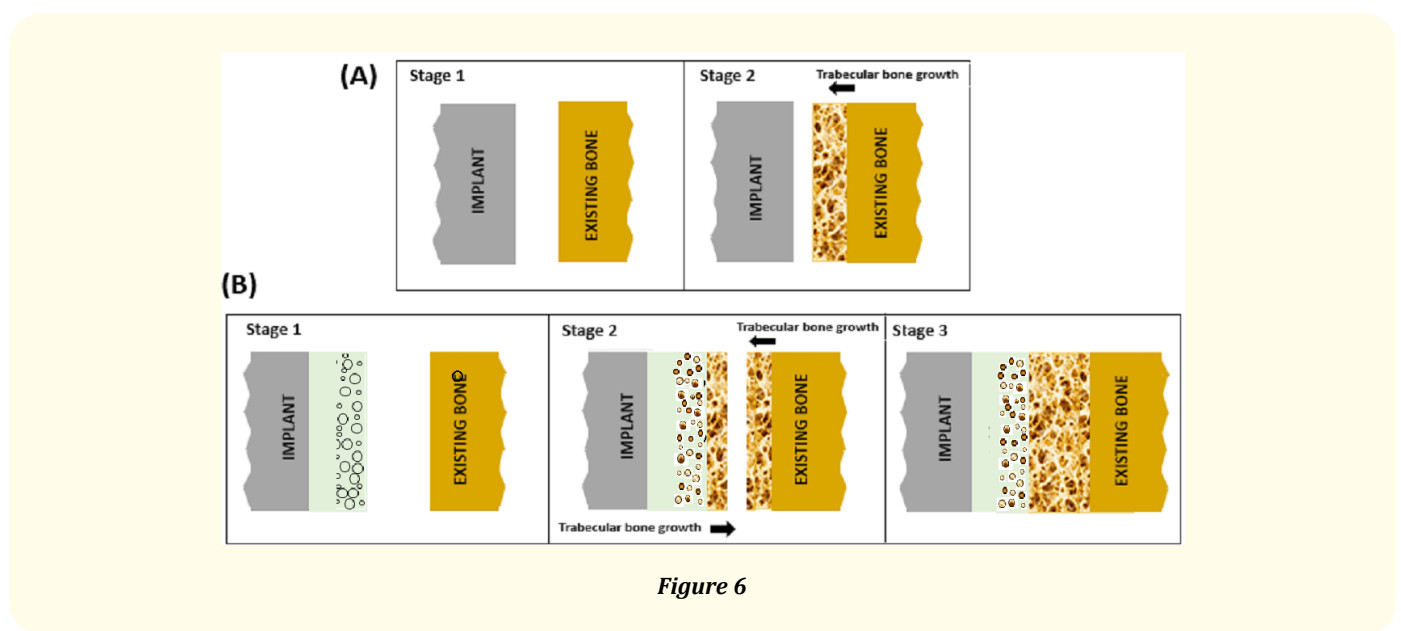 (A)
Stage 1
IMPLANT
EXISTING BONE
Stage 2
Trabecular bone growth
IMPLANT
EXISTING BONE
(B)
Stage 1
IMPLANT
EXISTING BONE
Stage 2
Trabecular bone growth
IMPLANT
EXISTING BONE
Trabecular bone growth
Stage 3
IMPLANT
EXISTING BONE
Figure 6